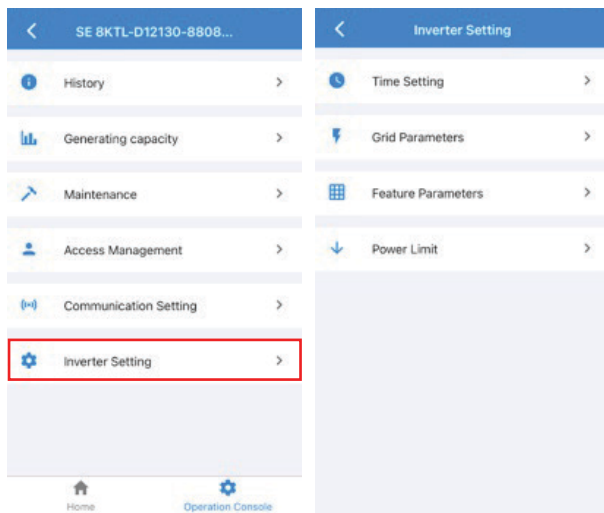 SE 8KTL-D12130-8808...
History
Generating capacity
Maintenance
Access Management
Communication Setting
Inverter Setting
Home
Operation Console
Inverter Setting
Time Setting
Grid Parameters
Feature Parameters
Power Limit